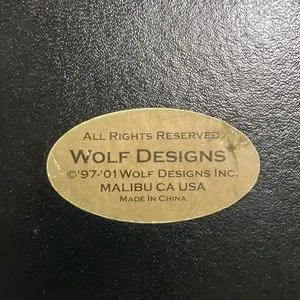 ALL RIGHTS RESERVED
WOLF DESIGNS®
©'97-'01 WOLF DESIGNS INC.
MALIBU CA USA
MADE IN CHINA